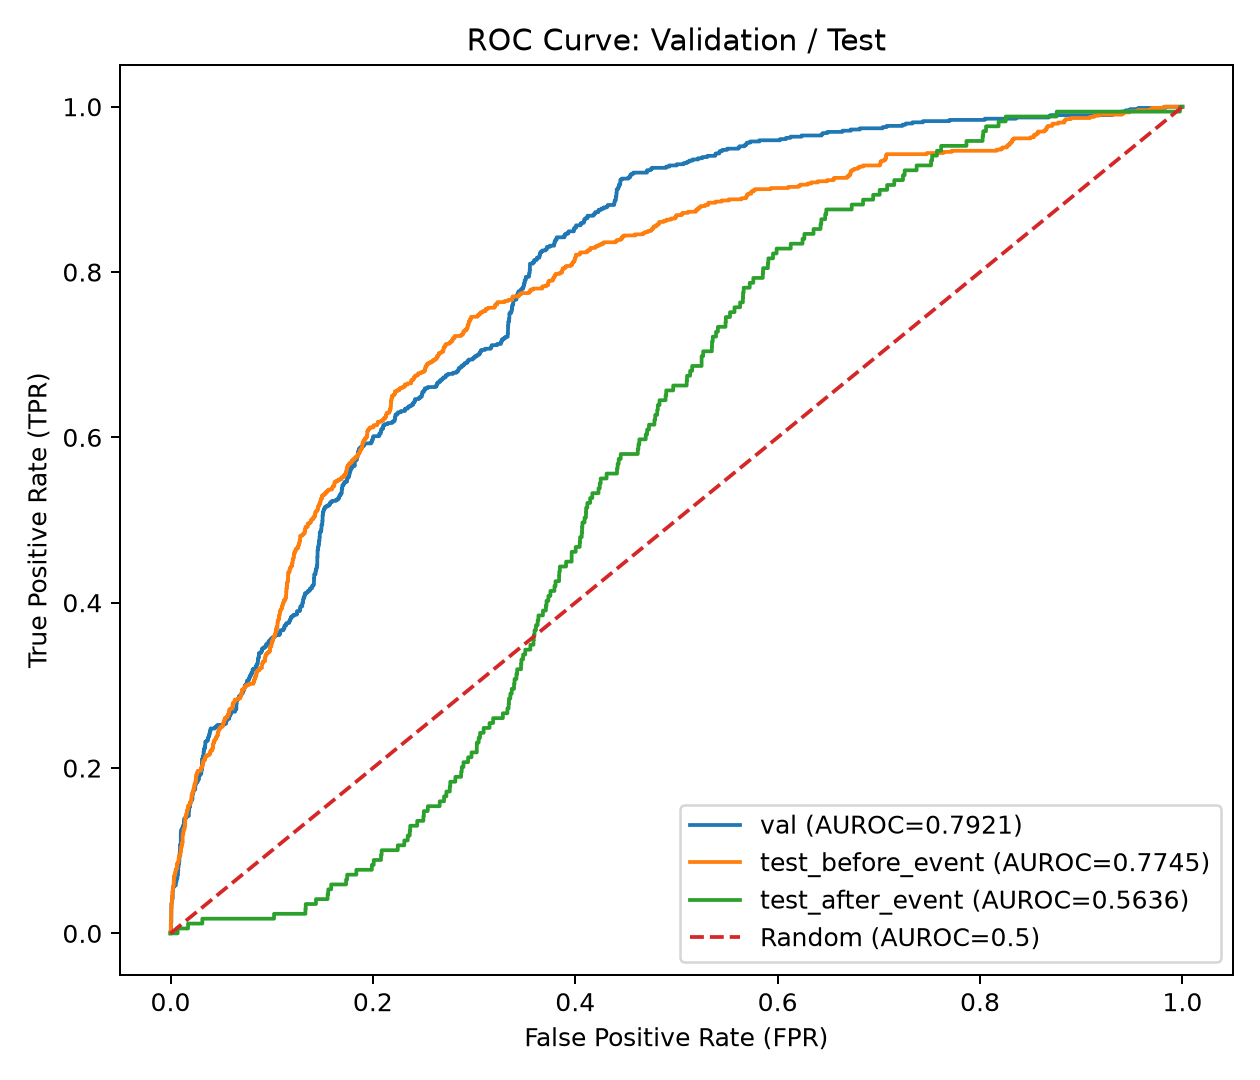 ROC Curve: Validation / Test
True Positive Rate (TPR)
1.0
0.8
0.6
0.4
0.2
0.0
val (AUROC=0.7921)
test_before_event (AUROC=0.7745)
test_after_event (AUROC=0.5636)
Random (AUROC=0.5)
0.0 0.2 0.4 0.6 0.8 1.0
False Positive Rate (FPR)